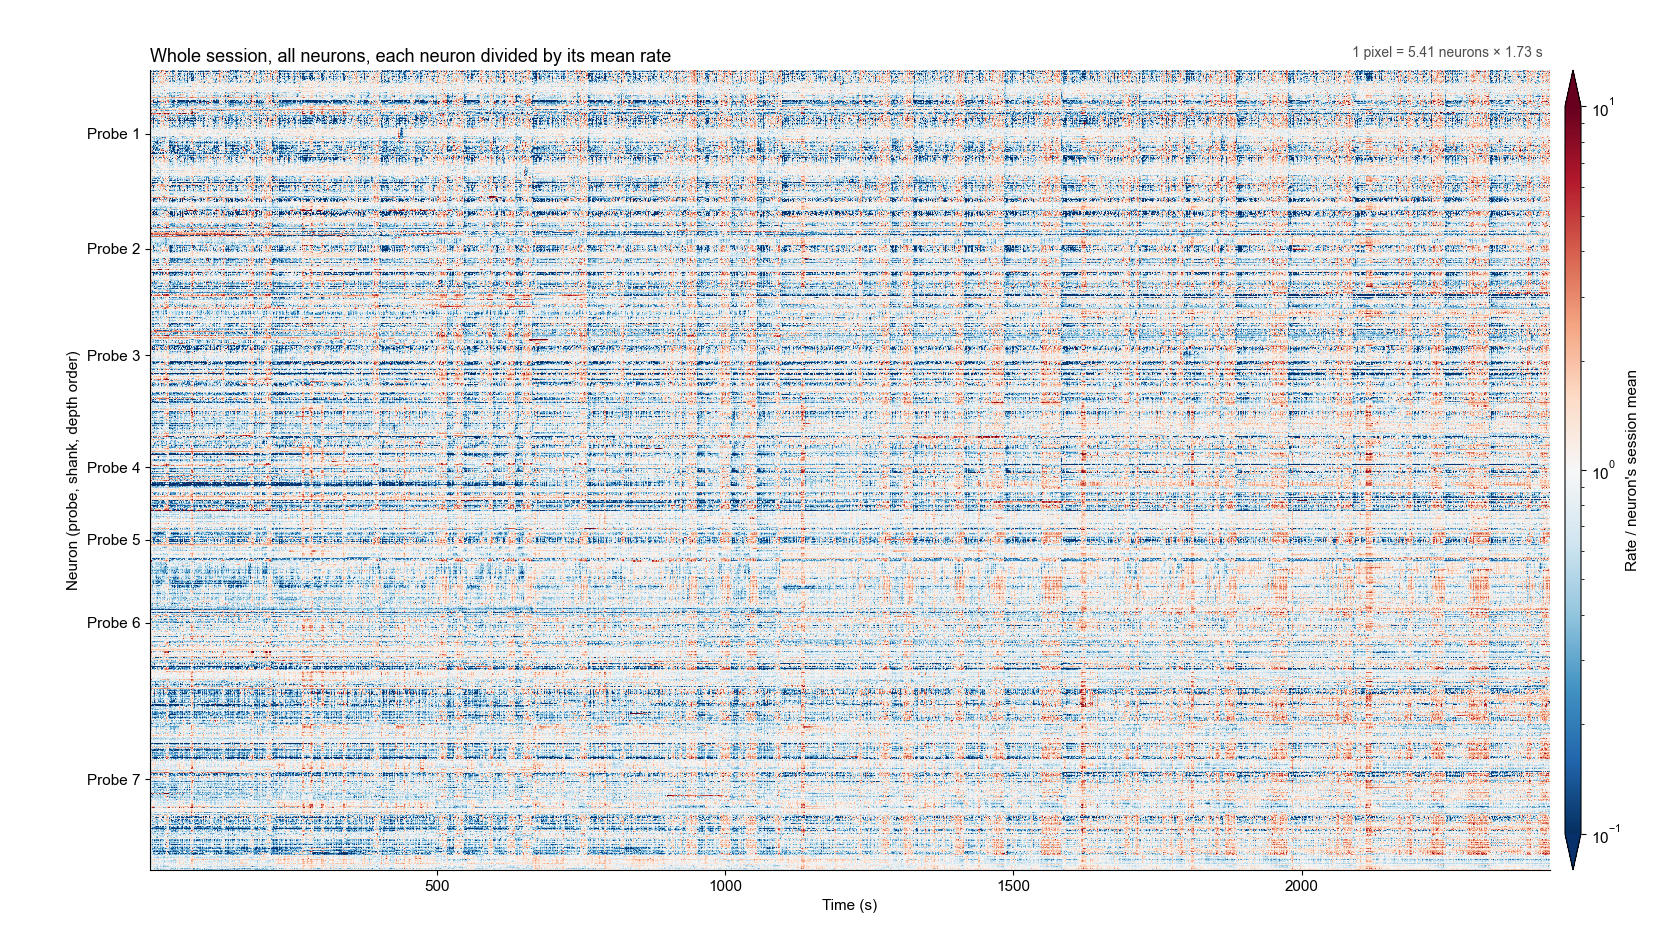 Whole session, all neurons, each neuron divided by its mean rate
1 pixel = 5.41 neurons × 1.73 s
Neuron (probe, shank, depth order)
Probe 1
Probe 2
Probe 3
Probe 4
Probe 5
Probe 6
Probe 7
500
1000
1500
2000
Time (s)
10¹
10⁰
10⁻¹
Rate / neuron's session mean